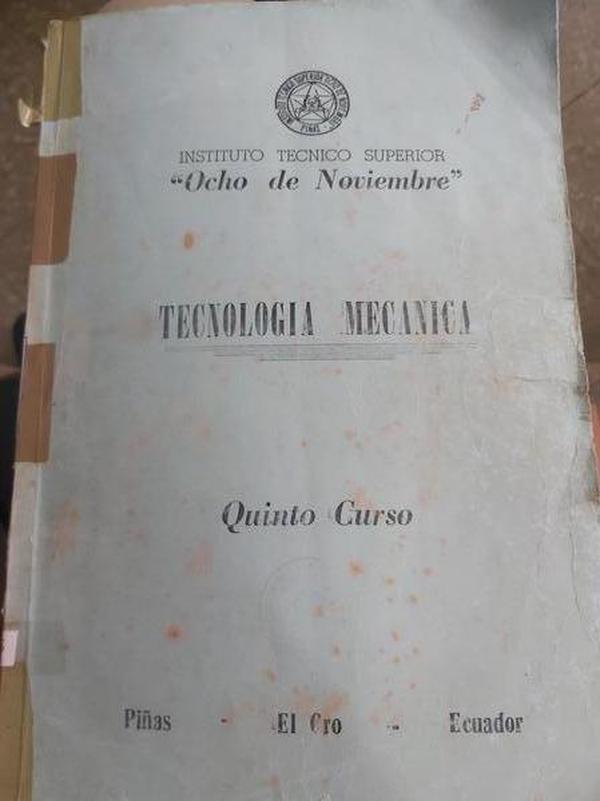 INSTITUTO TECNICO SUPERIOR
"Ocho de Noviembre"
TECNOLOGIA MECANICA
Quinto Curso
Piñas - El Oro - Ecuador